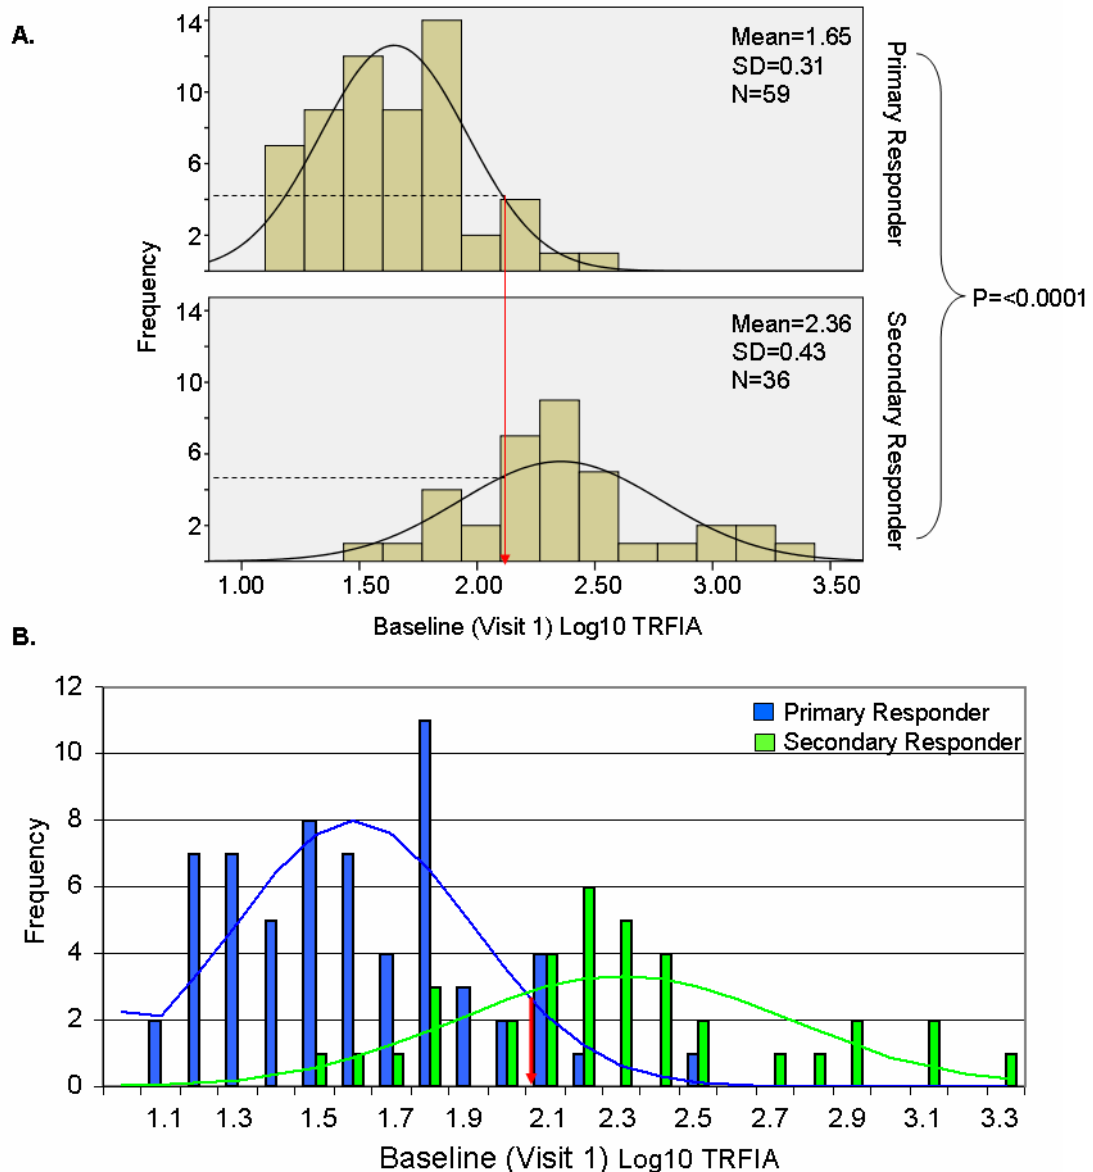 A.
14
10
6
2
Mean=1.65
SD=0.31
N=59
Primary Responder
Frequency
14
10
6
2
Mean=2.36
SD=0.43
N=36
Secondary Responder
P=<0.0001
1.00 1.50 2.00 2.50 3.00 3.50
Baseline (Visit 1) Log10 TRFIA
B.
12
10
8
6
4
2
0
Frequency
Primary Responder
Secondary Responder
1.1 1.3 1.5 1.7 1.9 2.1 2.3 2.5 2.7 2.9 3.1 3.3
Baseline (Visit 1) Log10 TRFIA